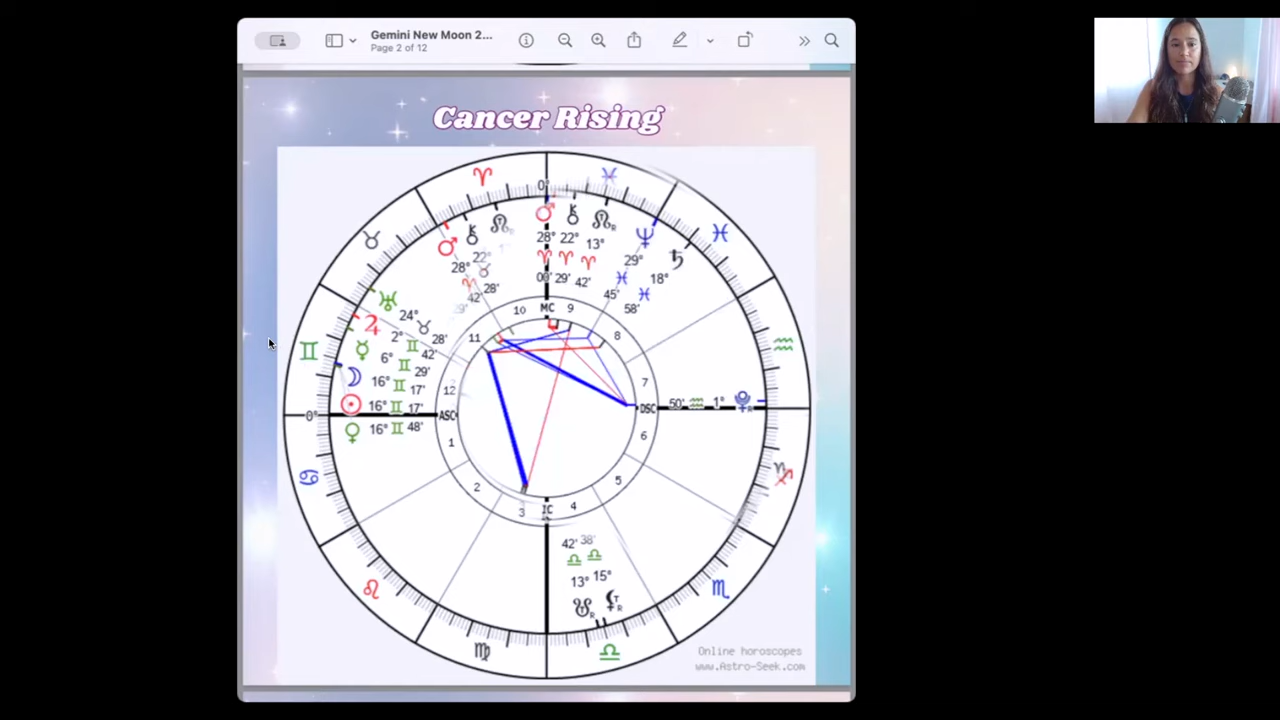 Gemini New Moon 2...
Page 2 of 12
Cancer Rising
0°
28° 22° 13°
00' 29' 42'
29° 18°
45' 58'
22°
28°
28'
42'
29'
24°
28'
2°
42'
6°
29'
16° 17'
16° 17'
16° 48'
0°
MC
10 9
11 8
12 7
ASC DSC
50' 1°
R
1 6
2 5
3 IC 4
42' 38'
13° 15°
R R
Online horoscopes
www.Astro-Seek.com